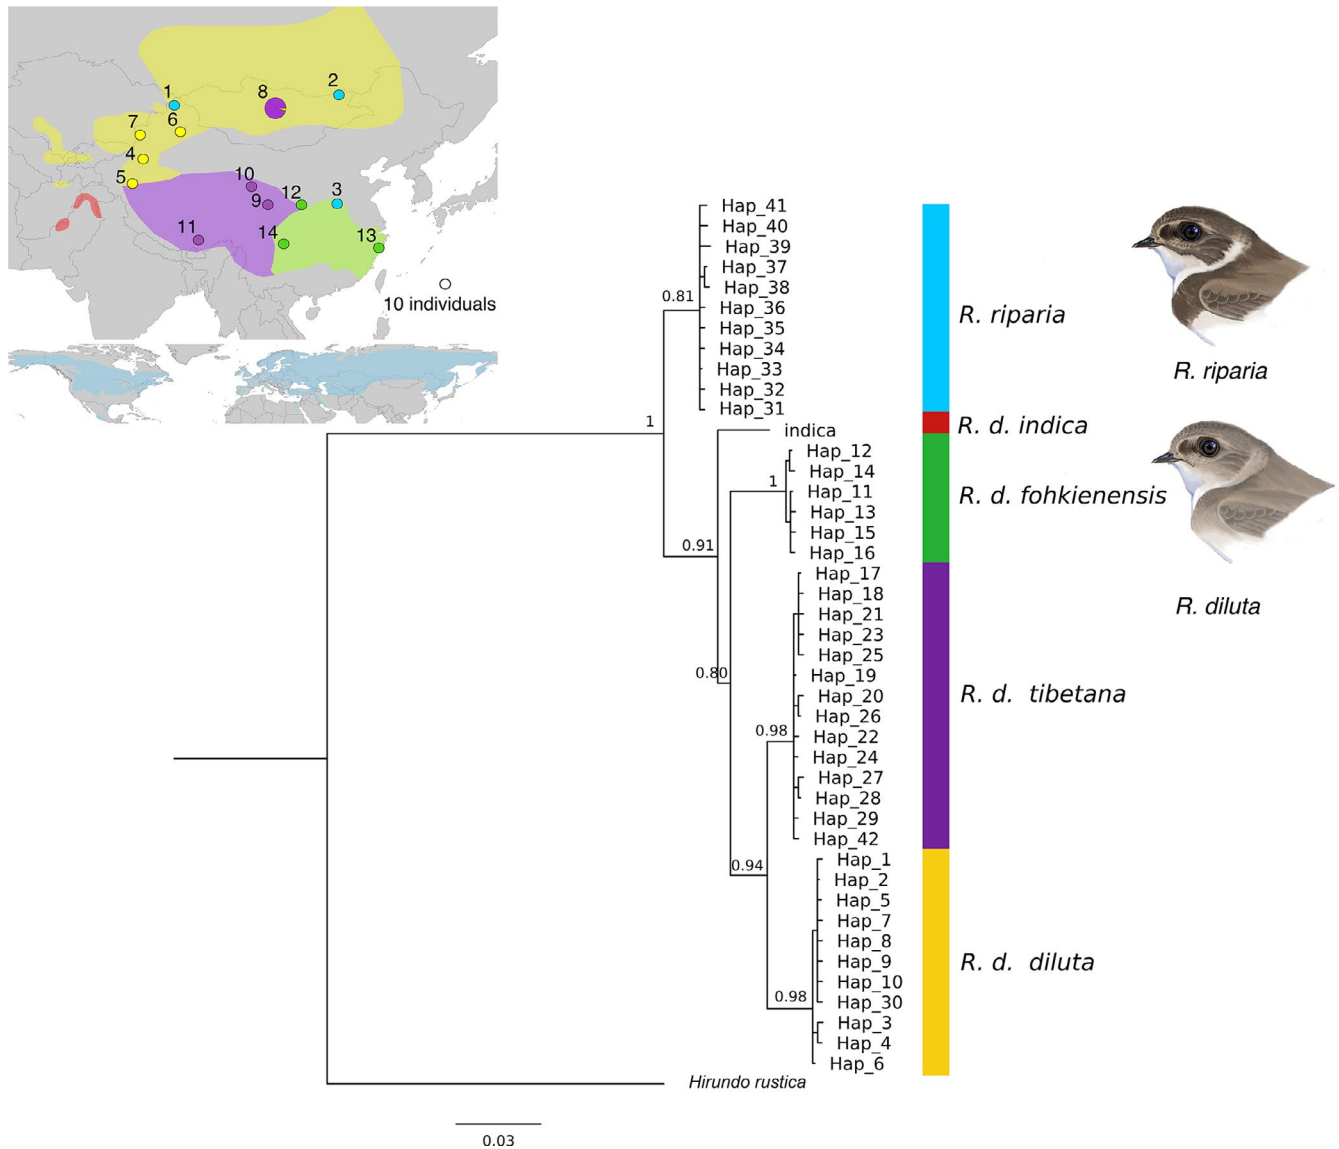 1
2
8
7
6
4
5
10
9
12
3
11
14
13
10 individuals
Hap_41
Hap_40
Hap_39
Hap_37
Hap_38
0.81
Hap_36
R. riparia
Hap_35
Hap_34
Hap_33
R. riparia
Hap_32
Hap_31
1
indica
R. d. indica
Hap_12
Hap_14
1
Hap_11
R. d. fohkienensis
Hap_13
Hap_15
0.91
Hap_16
Hap_17
Hap_18
R. diluta
Hap_21
Hap_23
Hap_25
0.80
Hap_19
Hap_20
R. d. tibetana
Hap_26
0.98
Hap_22
Hap_24
Hap_27
Hap_28
Hap_29
Hap_42
Hap_1
0.94
Hap_2
Hap_5
Hap_7
Hap_8
Hap_9
R. d. diluta
Hap_10
0.98
Hap_30
Hap_3
Hap_4
Hap_6
Hirundo rustica
0.03